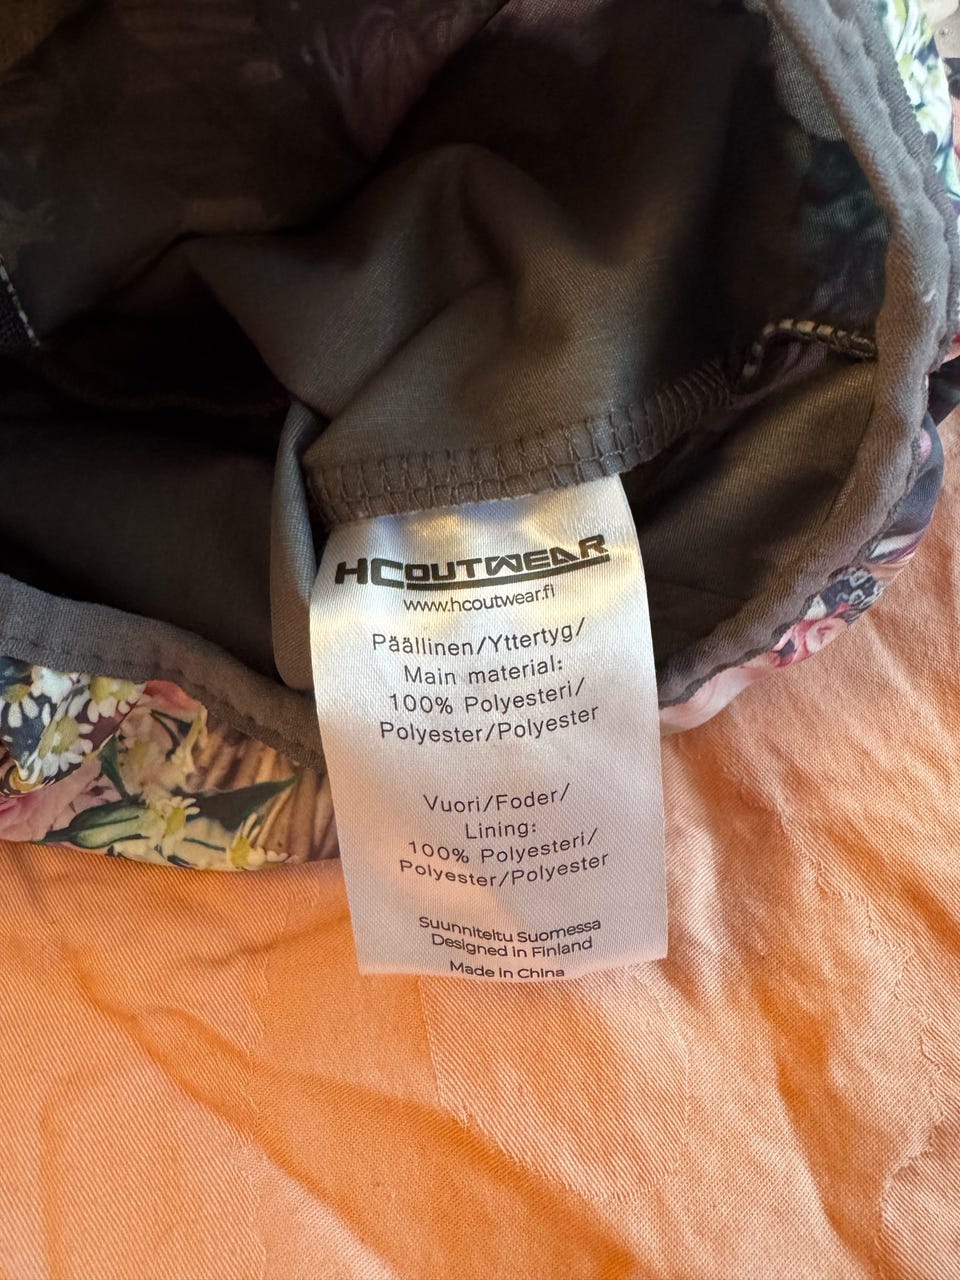 HCOUTWEAR
www.hcoutwear.fi
Päällinen/Yttertyg/
Main material:
100% Polyesteri/
Polyester/Polyester
Vuori/Foder/
Lining:
100% Polyesteri/
Polyester/Polyester
Suunniteltu Suomessa
Designed in Finland
Made in China